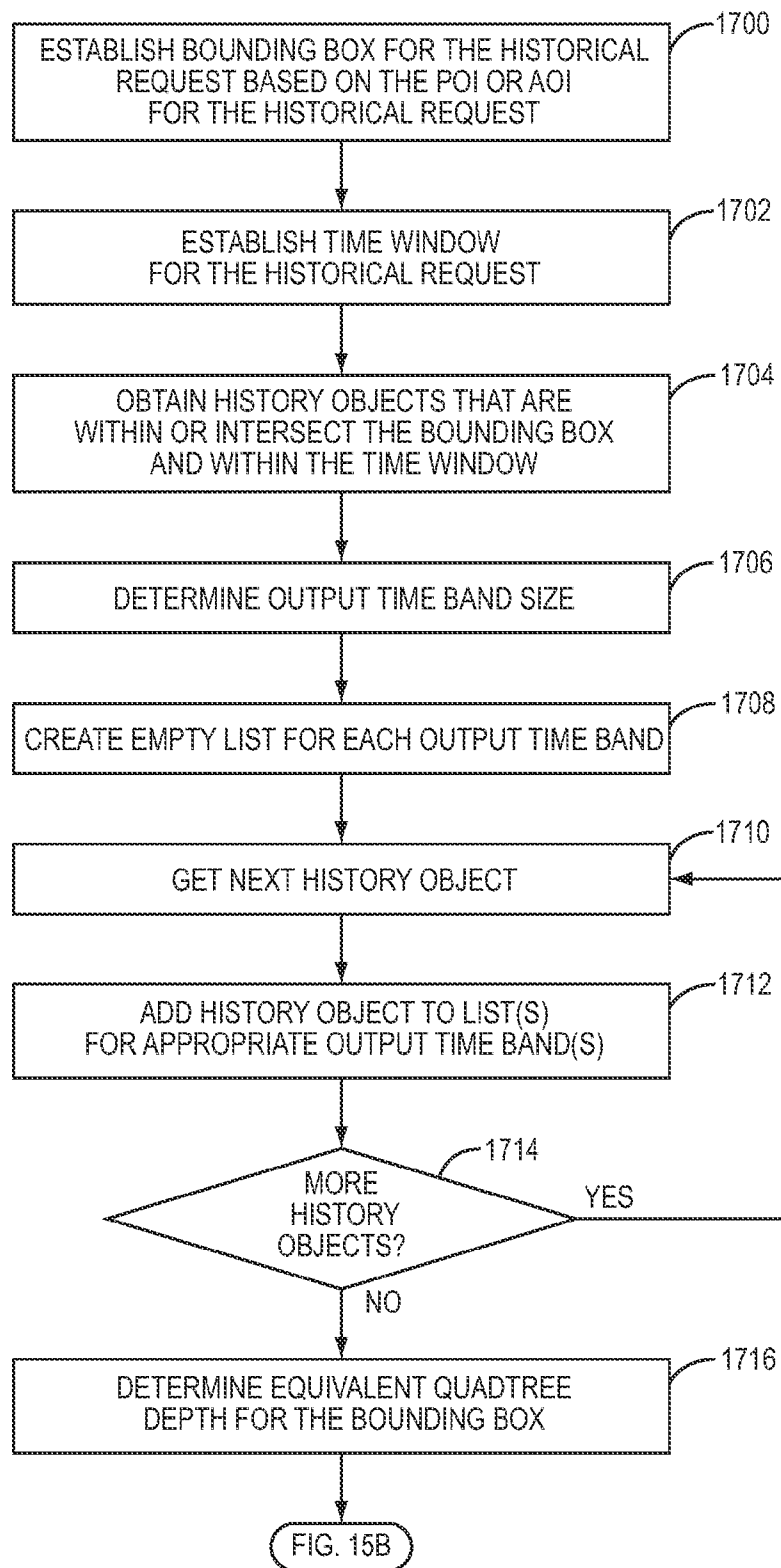 1700
ESTABLISH BOUNDING BOX FOR THE HISTORICAL
REQUEST BASED ON THE POI OR AOI
FOR THE HISTORICAL REQUEST
1702
ESTABLISH TIME WINDOW
FOR THE HISTORICAL REQUEST
1704
OBTAIN HISTORY OBJECTS THAT ARE
WITHIN OR INTERSECT THE BOUNDING BOX
AND WITHIN THE TIME WINDOW
1706
DETERMINE OUTPUT TIME BAND SIZE
1708
CREATE EMPTY LIST FOR EACH OUTPUT TIME BAND
1710
GET NEXT HISTORY OBJECT
1712
ADD HISTORY OBJECT TO LIST(S)
FOR APPROPRIATE OUTPUT TIME BAND(S)
1714
MORE
HISTORY
OBJECTS?
YES
NO
1716
DETERMINE EQUIVALENT QUADTREE
DEPTH FOR THE BOUNDING BOX
FIG. 15B